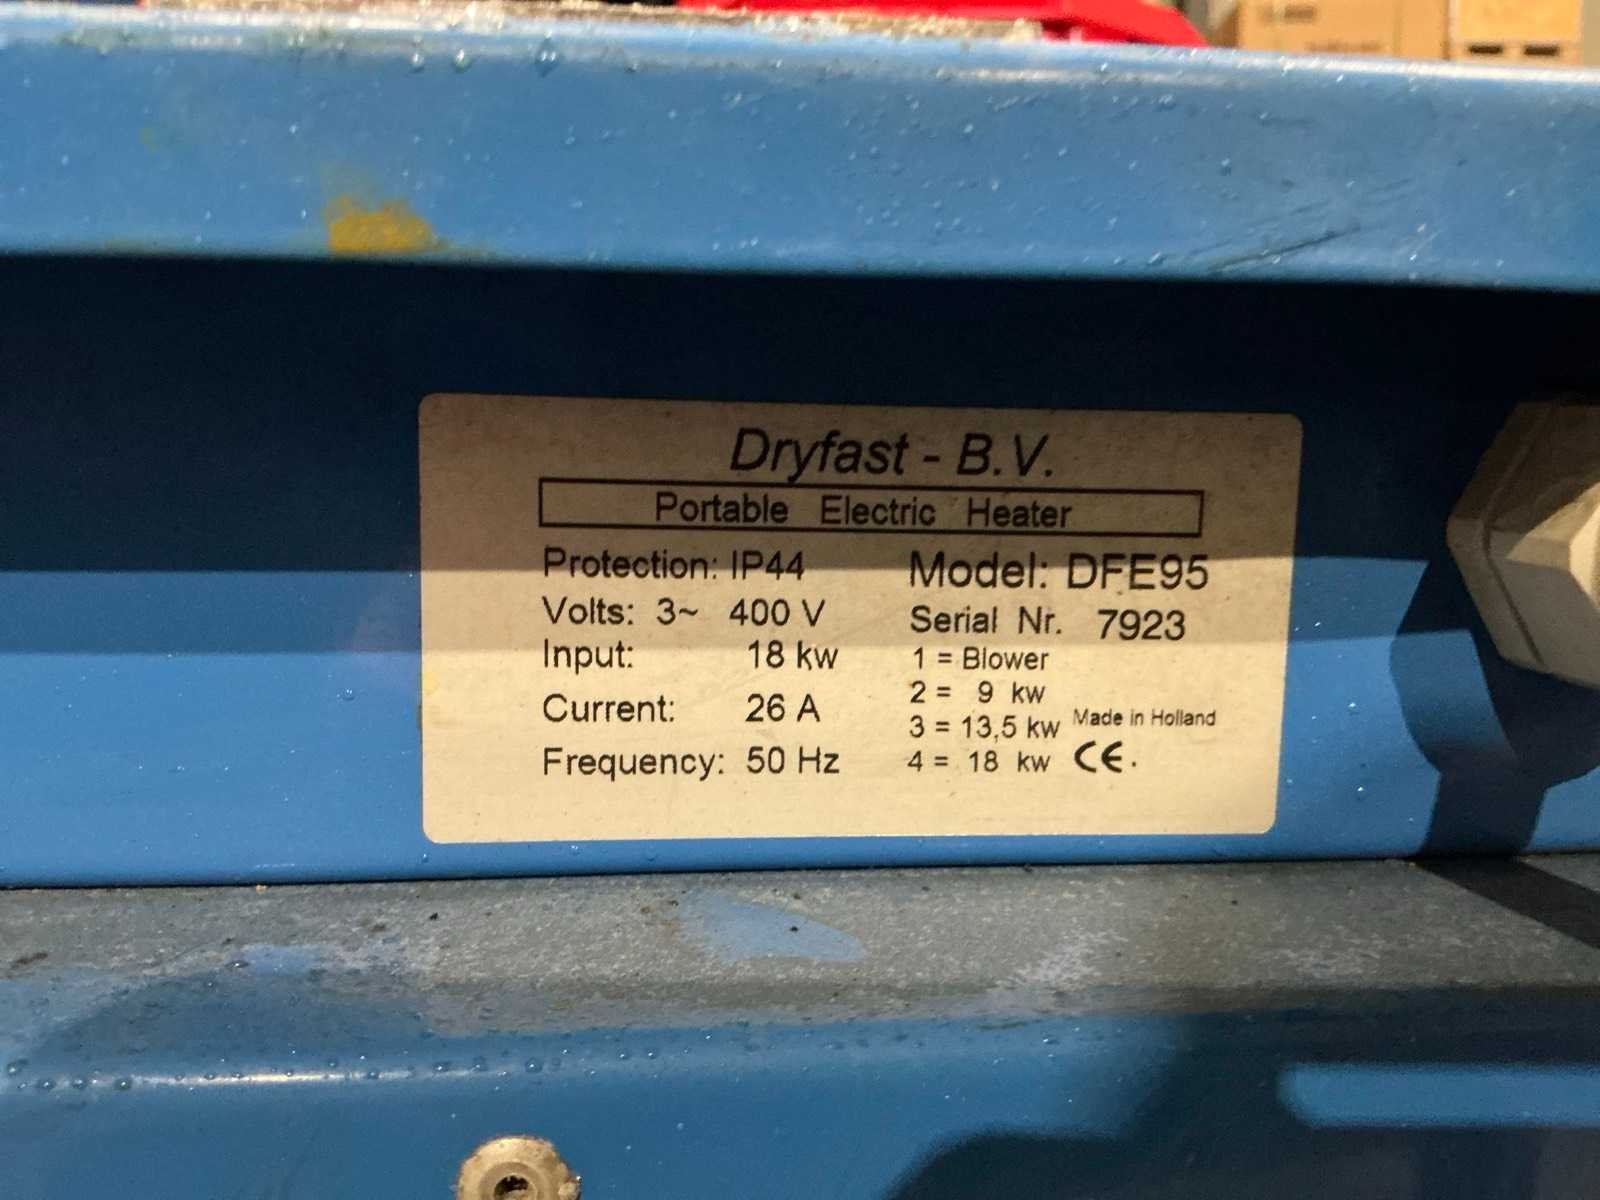 Dryfast - B.V.
Portable Electric Heater
Protection: IP44
Volts: 3~ 400 V
Input: 18 kw
Current: 26 A
Frequency: 50 Hz
Model: DFE95
Serial Nr. 7923
1 = Blower
2 = 9 kw
3 = 13,5 kw
4 = 18 kw
Made in Holland
CE.